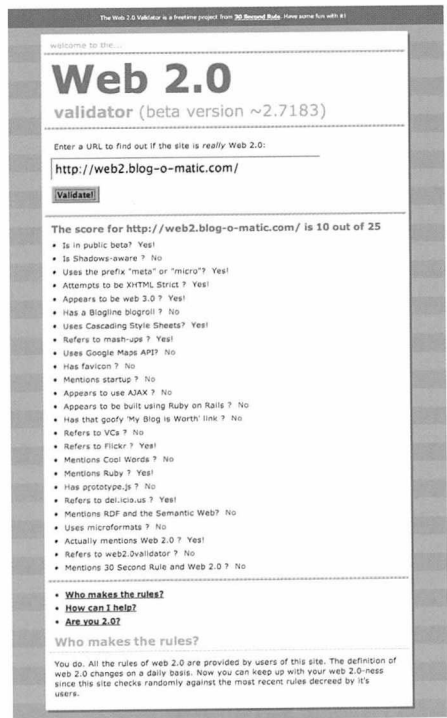 The Web 2.0 Validator is a freetime project from 30 Second Rule. Have some fun with it!
welcome to the...
Web 2.0
validator (beta version ~2.7183)
Enter a URL to find out if the site is really Web 2.0:
http://web2.blog-o-matic.com/
Validate!
The score for http://web2.blog-o-matic.com/ is 10 out of 25
• Is in public beta? Yes!
• Is Shadows-aware ? No
• Uses the prefix "meta" or "micro"? Yes!
• Attempts to be XHTML Strict ? Yes!
• Appears to be web 3.0 ? Yes!
• Has a Blogline blogroll ? No
• Uses Cascading Style Sheets? Yes!
• Refers to mash-ups ? Yes!
• Uses Google Maps API? No
• Has favicon ? No
• Mentions startup ? No
• Appears to use AJAX ? No
• Appears to be built using Ruby on Rails ? No
• Has that goofy 'My Blog is Worth' link ? No
• Refers to VCs ? No
• Refers to Flickr ? Yes!
• Mentions Cool Words ? No
• Mentions Ruby ? Yes!
• Has prototype.js ? No
• Refers to del.icio.us ? Yes!
• Mentions RDF and the Semantic Web? No
• Uses microformats ? No
• Actually mentions Web 2.0 ? Yes!
• Refers to web2.0validator ? No
• Mentions 30 Second Rule and Web 2.0 ? No
• Who makes the rules?
• How can I help?
• Are you 2.0?
Who makes the rules?
You do. All the rules of web 2.0 are provided by users of this site. The definition of
web 2.0 changes on a daily basis. Now you can keep up with your web 2.0-ness
since this site checks randomly against the most recent rules decreed by it's
users.